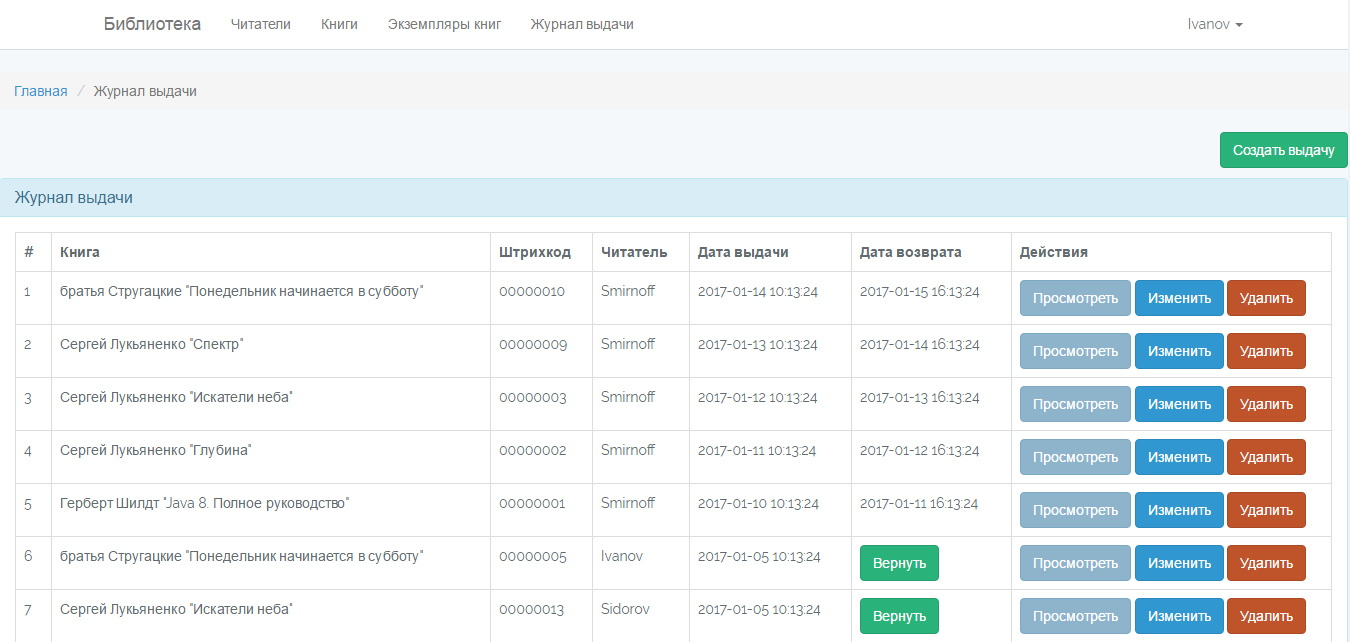 Библиотека Читатели Книги Экземпляры книг Журнал выдачи Ivanov
Главная / Журнал выдачи
Создать выдачу
Журнал выдачи
# Книга Штрихкод Читатель Дата выдачи Дата возврата Действия
1 братья Стругацкие "Понедельник начинается в субботу" 00000010 Smirnoff 2017-01-14 10:13:24 2017-01-15 16:13:24 Просмотреть Изменить Удалить
2 Сергей Лукьяненко "Спектр" 00000009 Smirnoff 2017-01-13 10:13:24 2017-01-14 16:13:24 Просмотреть Изменить Удалить
3 Сергей Лукьяненко "Искатели неба" 00000003 Smirnoff 2017-01-12 10:13:24 2017-01-13 16:13:24 Просмотреть Изменить Удалить
4 Сергей Лукьяненко "Глубина" 00000002 Smirnoff 2017-01-11 10:13:24 2017-01-12 16:13:24 Просмотреть Изменить Удалить
5 Герберт Шилдт "Java 8. Полное руководство" 00000001 Smirnoff 2017-01-10 10:13:24 2017-01-11 16:13:24 Просмотреть Изменить Удалить
6 братья Стругацкие "Понедельник начинается в субботу" 00000005 Ivanov 2017-01-05 10:13:24 Вернуть Просмотреть Изменить Удалить
7 Сергей Лукьяненко "Искатели неба" 00000013 Sidorov 2017-01-05 10:13:24 Вернуть Просмотреть Изменить Удалить